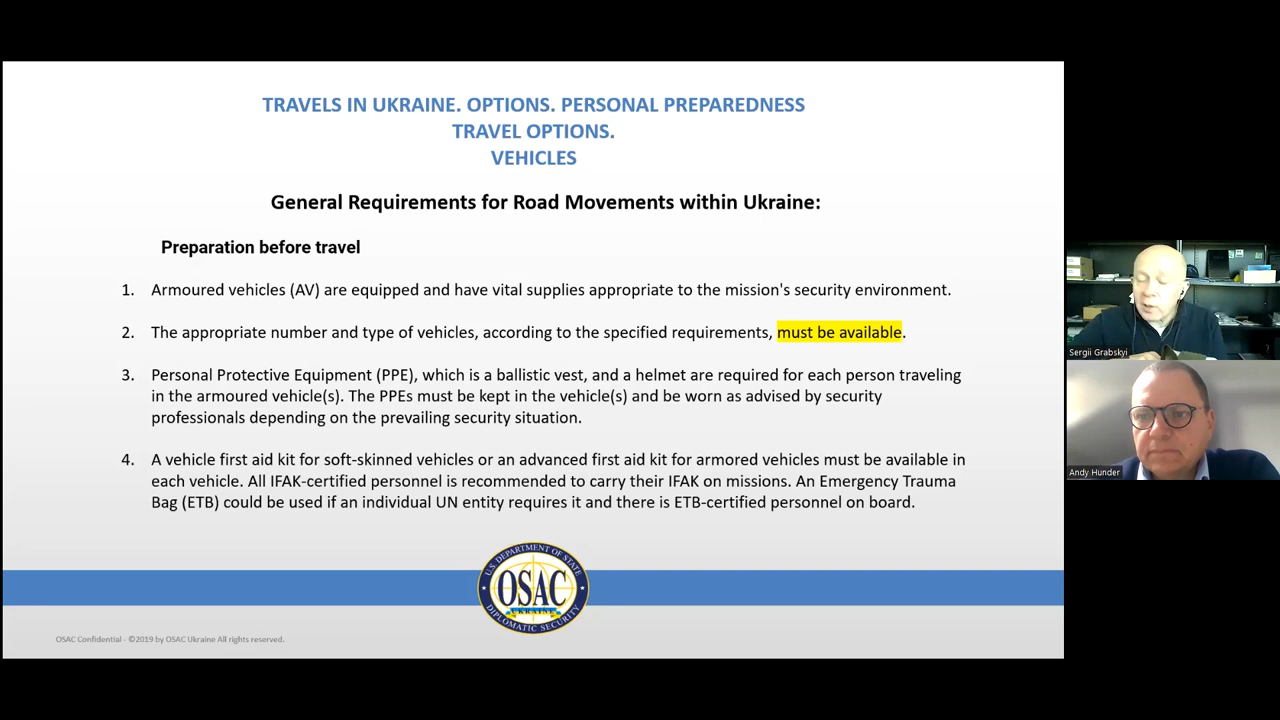 TRAVELS IN UKRAINE. OPTIONS. PERSONAL PREPAREDNESS
TRAVEL OPTIONS.
VEHICLES
General Requirements for Road Movements within Ukraine:
Preparation before travel
1. Armoured vehicles (AV) are equipped and have vital supplies appropriate to the mission's security environment.
2. The appropriate number and type of vehicles, according to the specified requirements, must be available.
3. Personal Protective Equipment (PPE), which is a ballistic vest, and a helmet are required for each person traveling
in the armoured vehicle(s). The PPEs must be kept in the vehicle(s) and be worn as advised by security
professionals depending on the prevailing security situation.
4. A vehicle first aid kit for soft-skinned vehicles or an advanced first aid kit for armored vehicles must be available in
each vehicle. All IFAK-certified personnel is recommended to carry their IFAK on missions. An Emergency Trauma
Bag (ETB) could be used if an individual UN entity requires it and there is ETB-certified personnel on board.
U.S. DEPARTMENT OF STATE
OSAC
UKRAINE
DIPLOMATIC SECURITY
OSAC Confidential - ©2019 by OSAC Ukraine All rights reserved.
Sergii Grabskyi
Andy Hunder